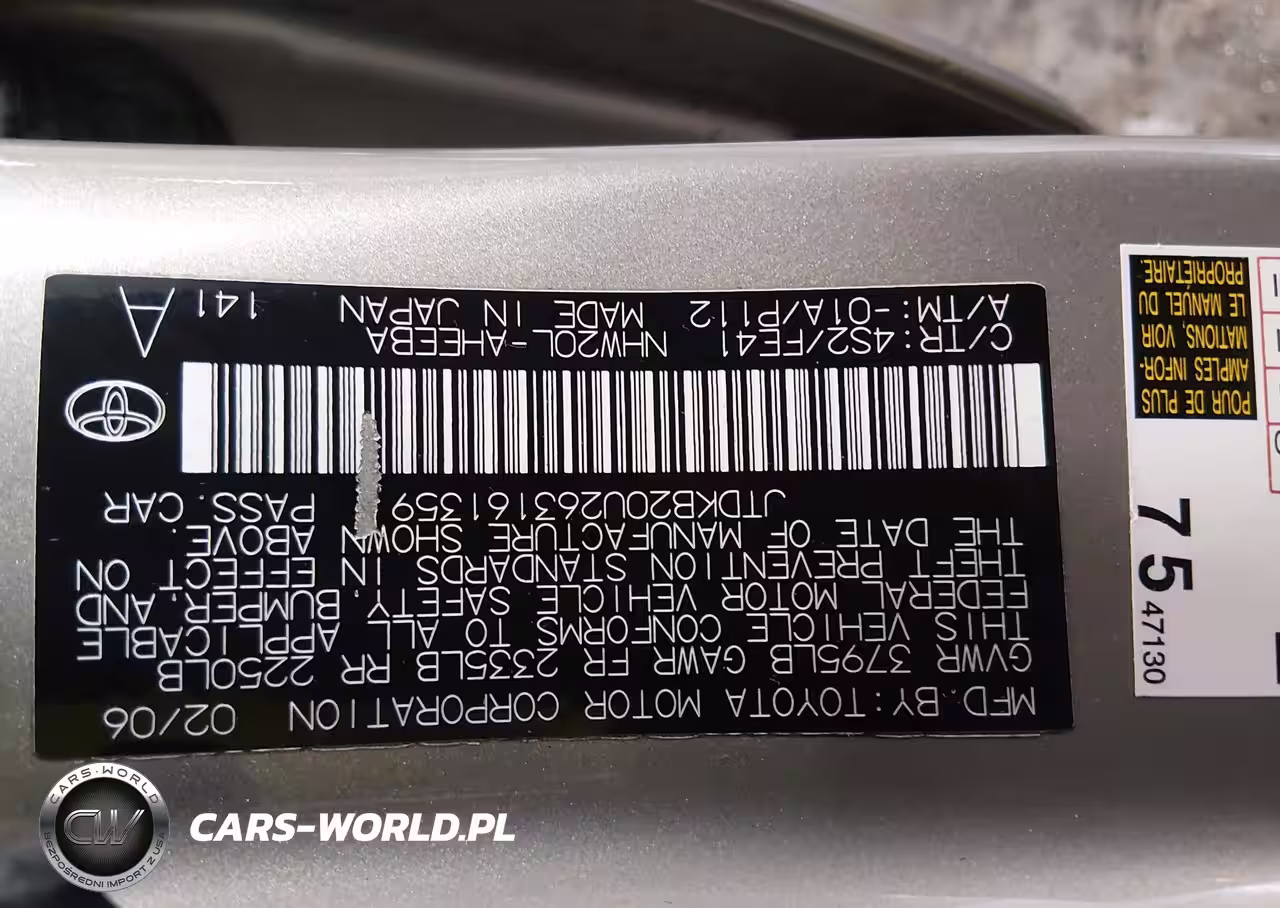 MFD. BY: TOYOTA MOTOR CORPORATION 02/06
GVWR 3795LB GAWR FR 2335LB RR 2250LB
THIS VEHICLE CONFORMS TO ALL APPLICABLE
FEDERAL MOTOR VEHICLE SAFETY, BUMPER, AND
THEFT PREVENTION STANDARDS IN EFFECT ON
THE DATE OF MANUFACTURE SHOWN ABOVE.
JTDKB20U263161359 PASS. CAR
C/TR:4S2/FE41 NHW20L-AHEEBA
A/TM:-01A/P112 MADE IN JAPAN 141 A
POUR DE PLUS
AMPLES INFOR-
MATIONS, VOIR
LE MANUEL DU
PROPRIÉTAIRE.
75
47130
CARS-WORLD
CW
BEZPOŚREDNI IMPORT Z USA
CARS-WORLD.PL